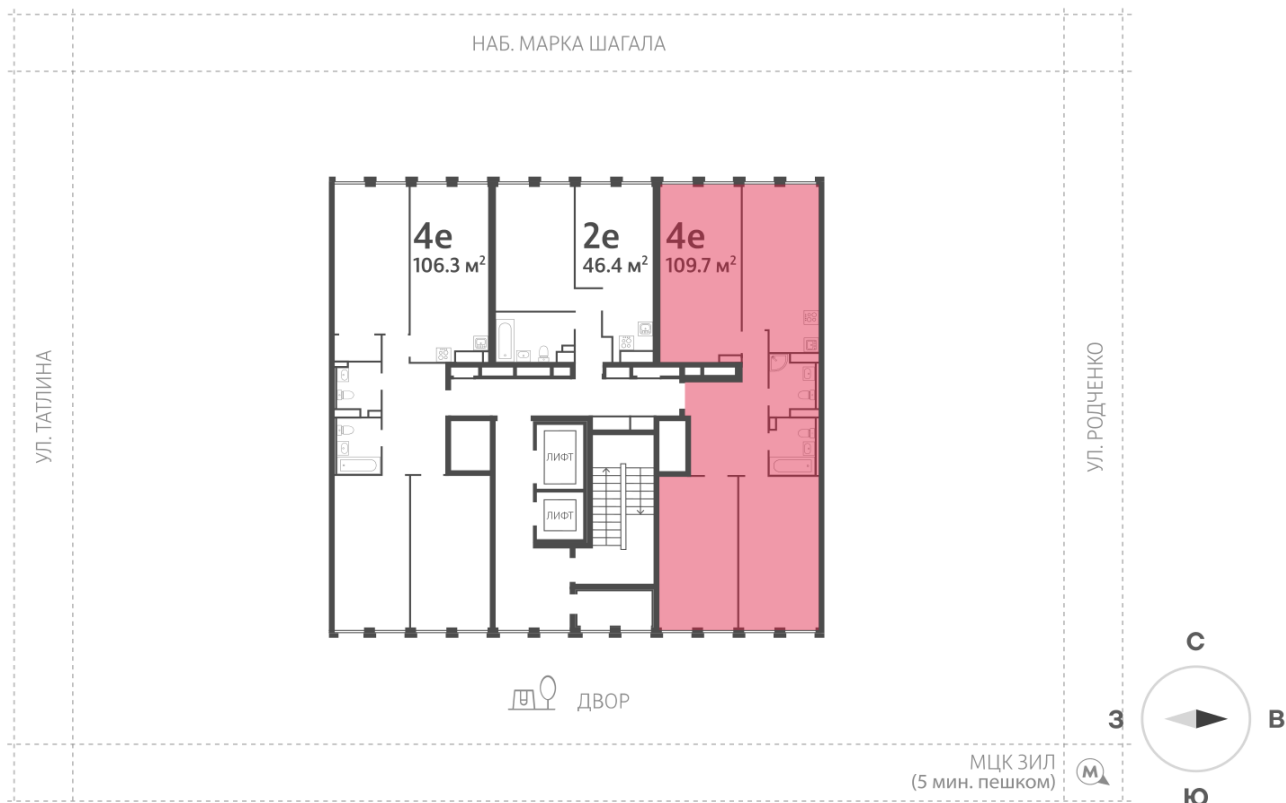 НАБ. МАРКА ШАГАЛА
4е
106.3 м²
2е
46.4 м²
4е
109.7 м²
УЛ. ТАТЛИНА
УЛ. РОДЧЕНКО
ЛИФТ
ЛИФТ
ДВОР
С
З
В
Ю
МЦК ЗИЛ
(5 мин. пешком)
М